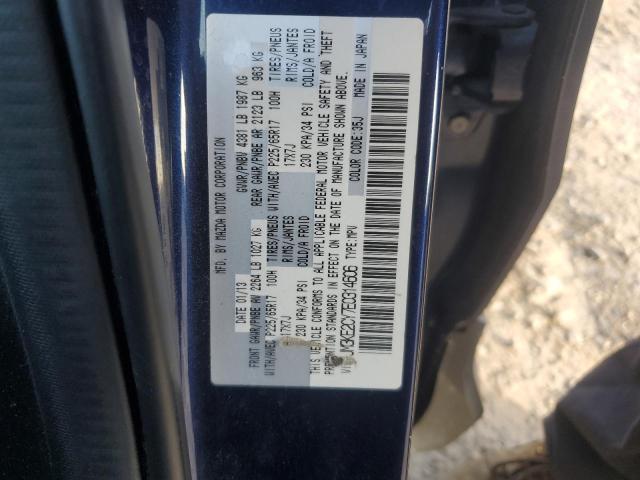 MFD. BY MAZDA MOTOR CORPORATION
DATE 01/13 GVWR/PNBV 4381 LB 1987 KG
FRONT GAWR/PNBE AV 2264 LB 1027 KG REAR GAWR/PNBE AR 2123 LB 963 KG
WITH/AVEC P225/65R17 100H TIRES/PNEUS WITH/AVEC P225/65R17 100H TIRES/PNEUS
17X7J RIMS/JANTES 17X7J RIMS/JANTES
230 KPA/34 PSI COLD/A FROID 230 KPA/34 PSI COLD/A FROID
THIS VEHICLE CONFORMS TO ALL APPLICABLE FEDERAL MOTOR VEHICLE SAFETY AND THEFT
PREVENTION STANDARDS IN EFFECT ON THE DATE OF MANUFACTURE SHOWN ABOVE.
JM3KE2CY7E0314606 TYPE:MPV COLOR CODE:35J MADE IN JAPAN